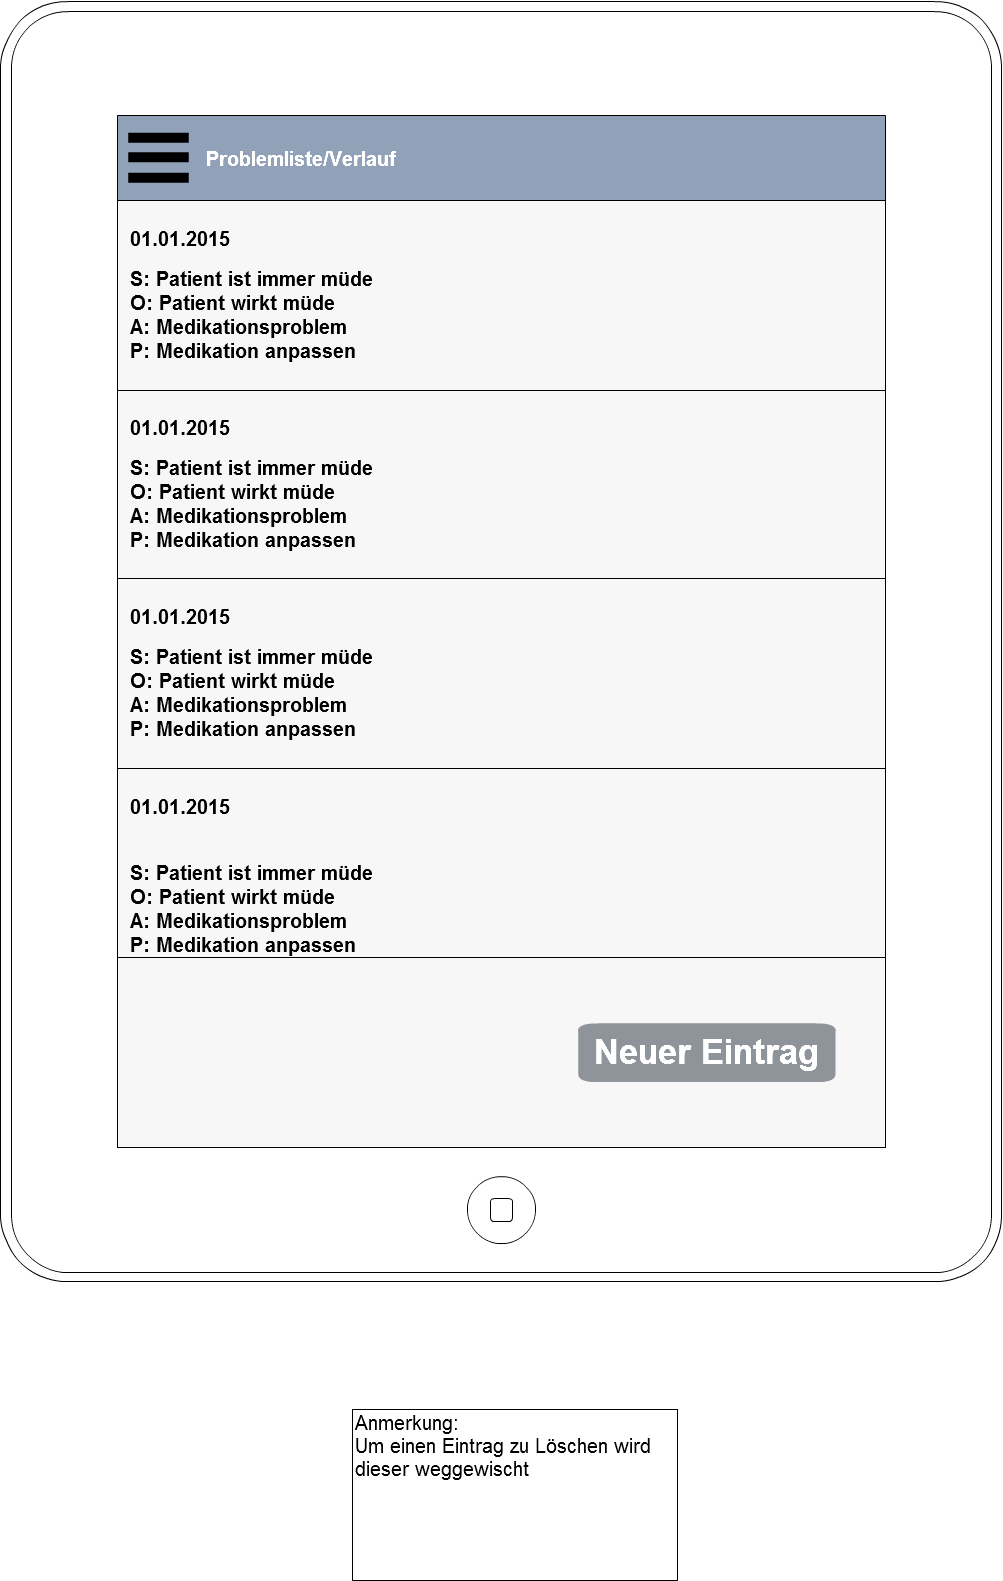 Problemliste/Verlauf
01.01.2015
S: Patient ist immer müde
O: Patient wirkt müde
A: Medikationsproblem
P: Medikation anpassen
01.01.2015
S: Patient ist immer müde
O: Patient wirkt müde
A: Medikationsproblem
P: Medikation anpassen
01.01.2015
S: Patient ist immer müde
O: Patient wirkt müde
A: Medikationsproblem
P: Medikation anpassen
01.01.2015
S: Patient ist immer müde
O: Patient wirkt müde
A: Medikationsproblem
P: Medikation anpassen
Neuer Eintrag
Anmerkung:
Um einen Eintrag zu Löschen wird
dieser weggewischt